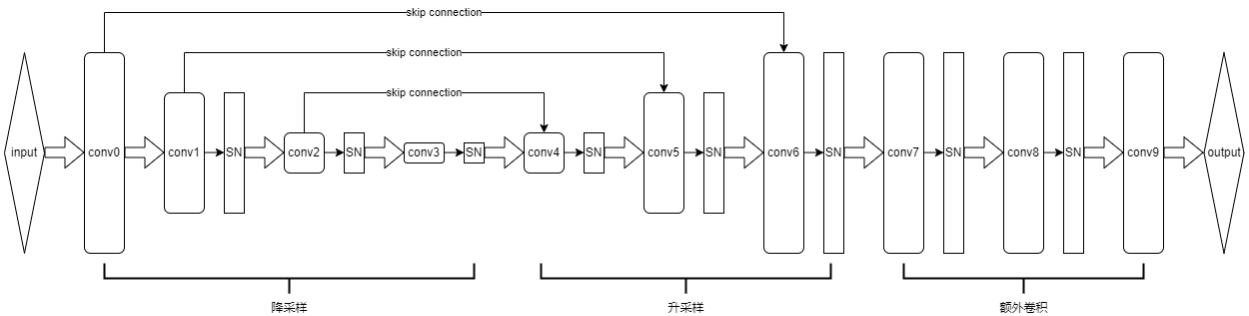 skip connection
skip connection
skip connection
input conv0 conv1 SN conv2 SN conv3 SN conv4 SN conv5 SN conv6 SN conv7 SN conv8 SN conv9 output
降采样 升采样 额外卷积